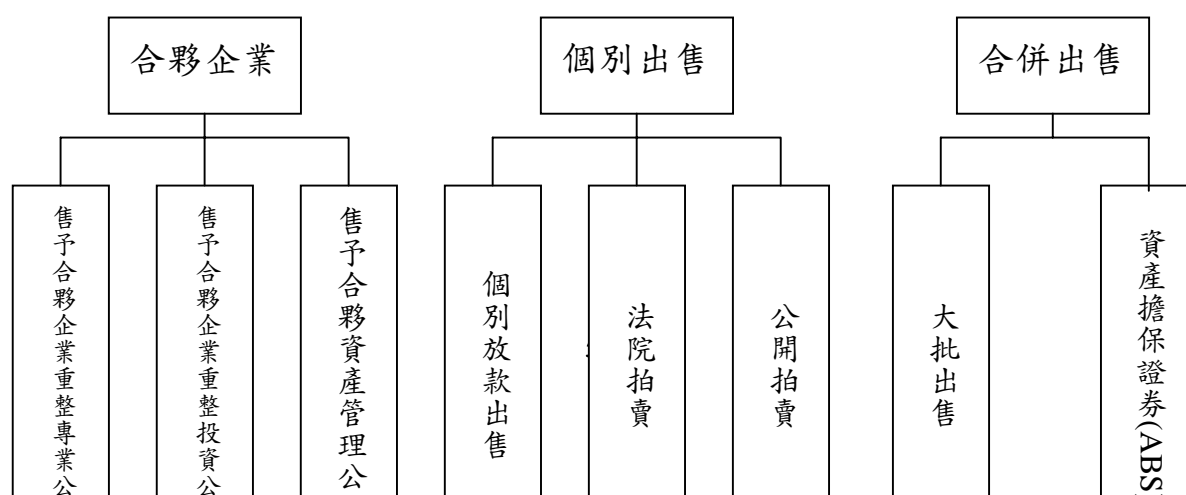 合夥企業
個別出售
合併出售
售予合夥企業重整專業公
售予合夥企業重整投資公
售予合夥資產管理公
個別放款出售
法院拍賣
公開拍賣
大批出售
資產擔保證券(ABS